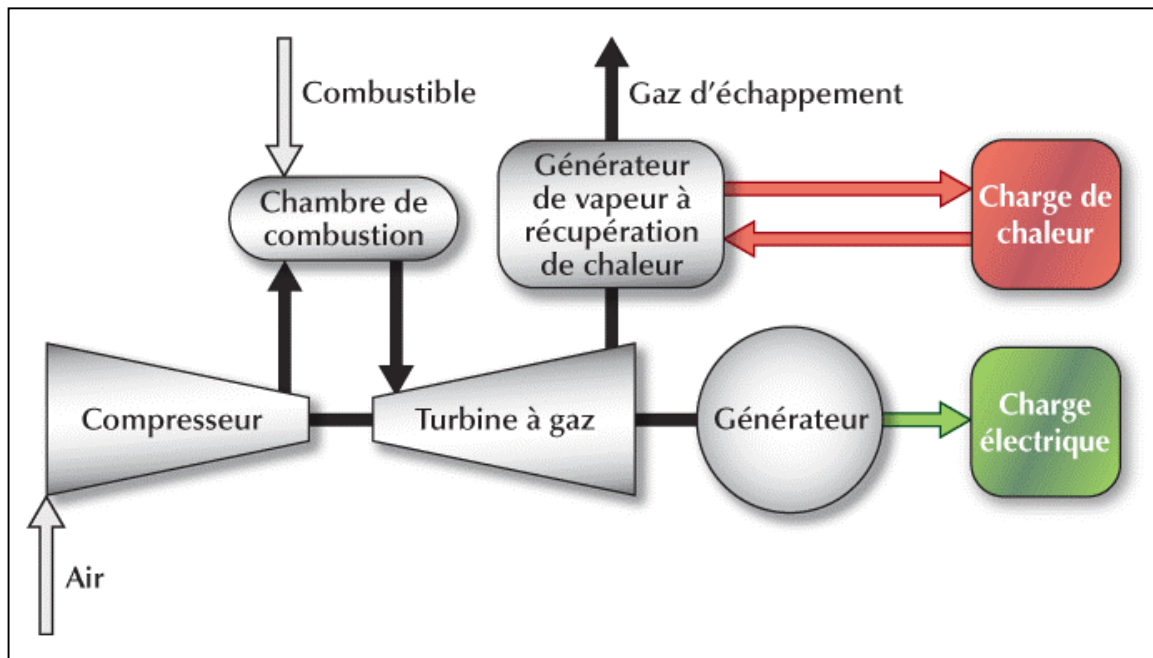 Combustible
Gaz d'échappement
Chambre de
combustion
Générateur
de vapeur à
récupération
de chaleur
Charge de
chaleur
Compresseur
Turbine à gaz
Générateur
Charge
électrique
Air